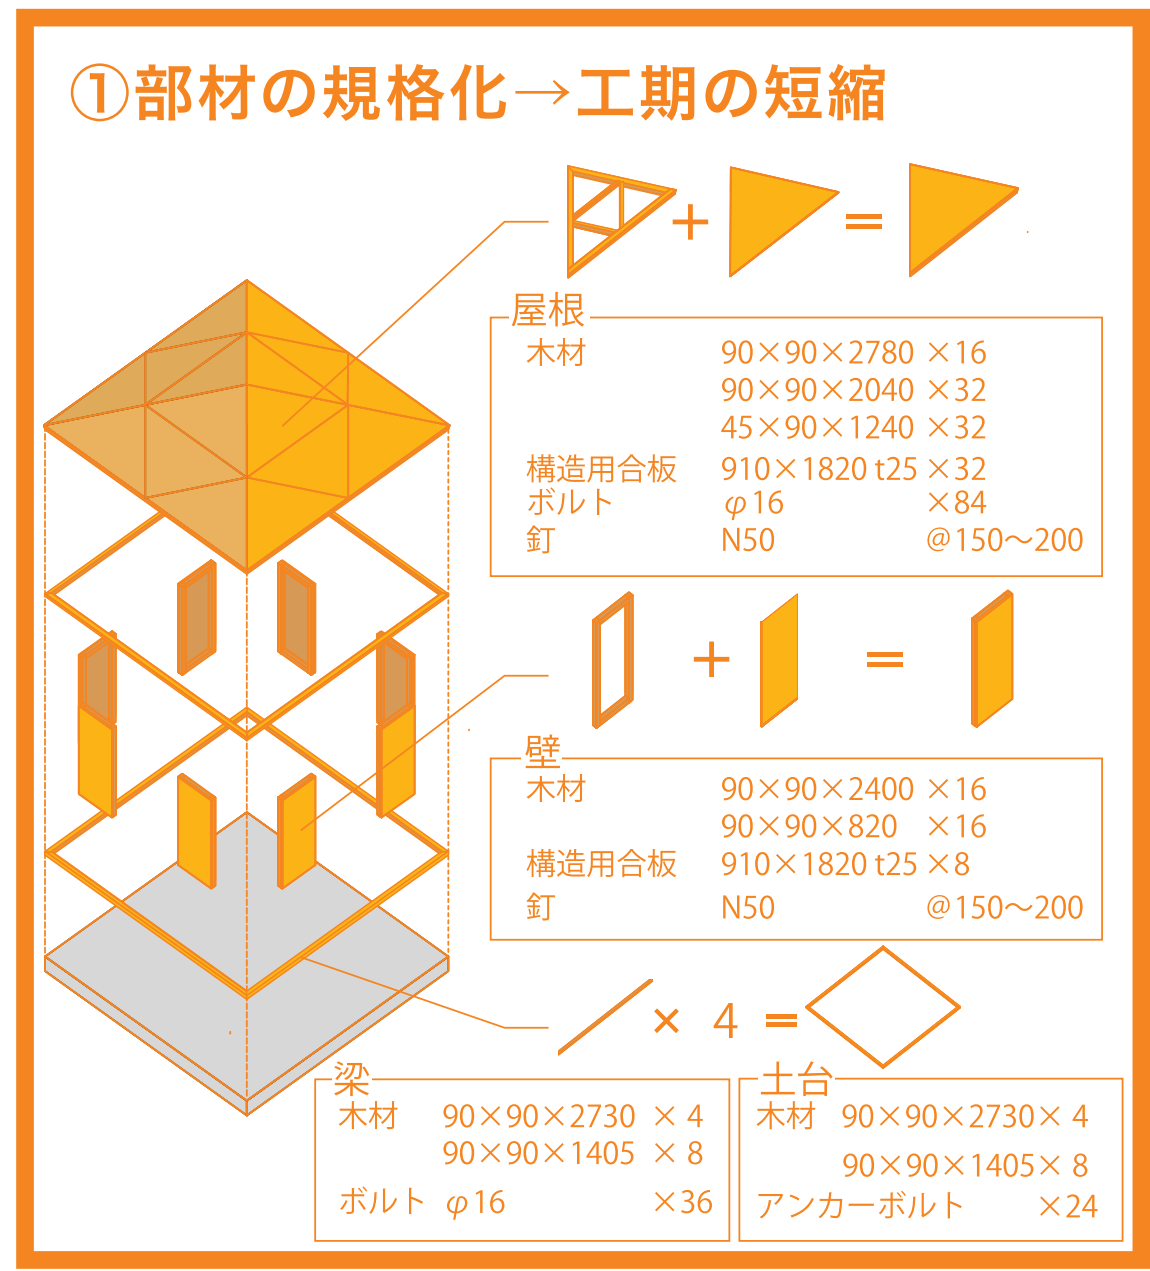 ①部材の規格化→工期の短縮
+ =
屋根
木材 90×90×2780 ×16
90×90×2040 ×32
45×90×1240 ×32
構造用合板 910×1820 t25 ×32
ボルト φ16 ×84
釘 N50 @150〜200
+ =
壁
木材 90×90×2400 ×16
90×90×820 ×16
構造用合板 910×1820 t25 ×8
釘 N50 @150〜200
× 4 =
梁
木材 90×90×2730 × 4
90×90×1405 × 8
ボルト φ16 ×36
土台
木材 90×90×2730× 4
90×90×1405× 8
アンカーボルト ×24